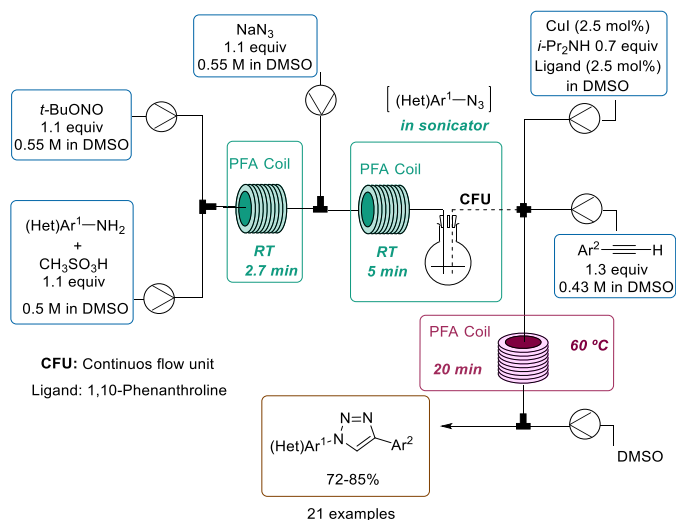 NaN3
1.1 equiv
0.55 M in DMSO
CuI (2.5 mol%)
i-Pr2NH 0.7 equiv
Ligand (2.5 mol%)
in DMSO
t-BuONO
1.1 equiv
0.55 M in DMSO
[ (Het)Ar1—N3 ]
in sonicator
PFA Coil
RT
2.7 min
PFA Coil
RT
5 min
CFU
(Het)Ar1—NH2
+
CH3SO3H
1.1 equiv
0.5 M in DMSO
Ar2 H
1.3 equiv
0.43 M in DMSO
PFA Coil
60 ºC
20 min
CFU: Continuos flow unit
Ligand: 1,10-Phenanthroline
N=N
(Het)Ar1-N Ar2
72-85%
DMSO
21 examples